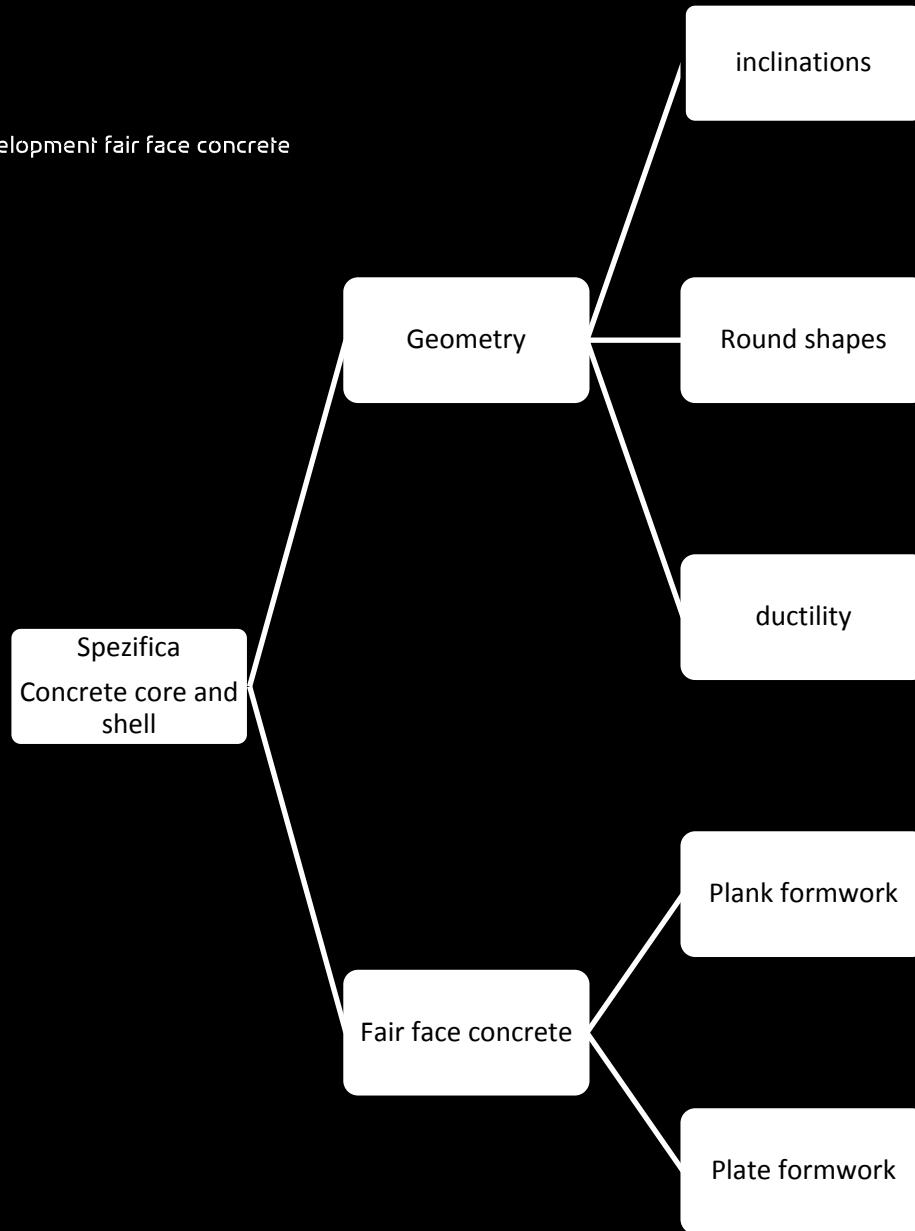 elopment fair face concrete
inclinations
Geometry
Round shapes
ductility
Spezifica
Concrete core and
shell
Plank formwork
Fair face concrete
Plate formwork